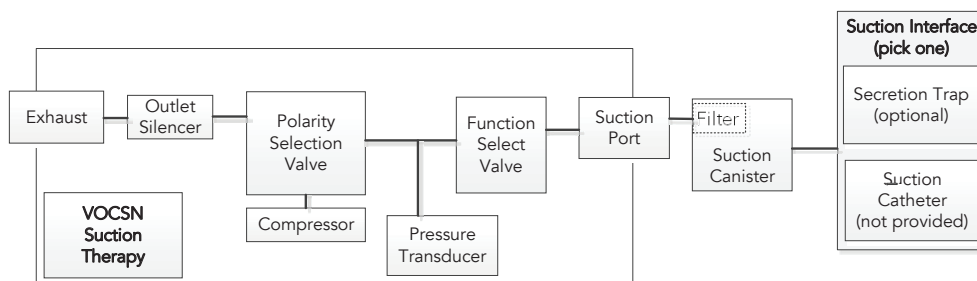 Suction Interface
(pick one)
Exhaust
Outlet
Silencer
Polarity
Selection
Valve
Compressor
Pressure
Transducer
Function
Select
Valve
Suction
Port
Filter
Suction
Canister
Secretion Trap
(optional)
Suction
Catheter
(not provided)
VOCSN
Suction
Therapy